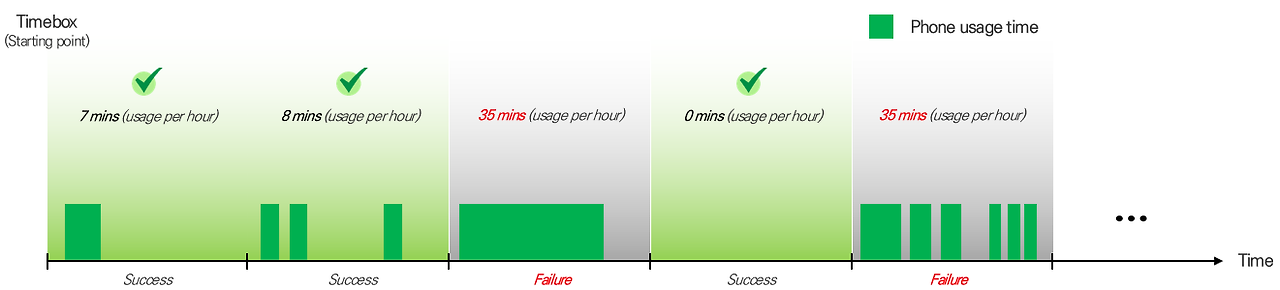 Timebox
(Starting point)
Phone usage time
7 mins (usage per hour)
8 mins (usage per hour)
35 mins (usage per hour)
0 mins (usage per hour)
35 mins (usage per hour)
•••
Time
Success
Success
Failure
Success
Failure